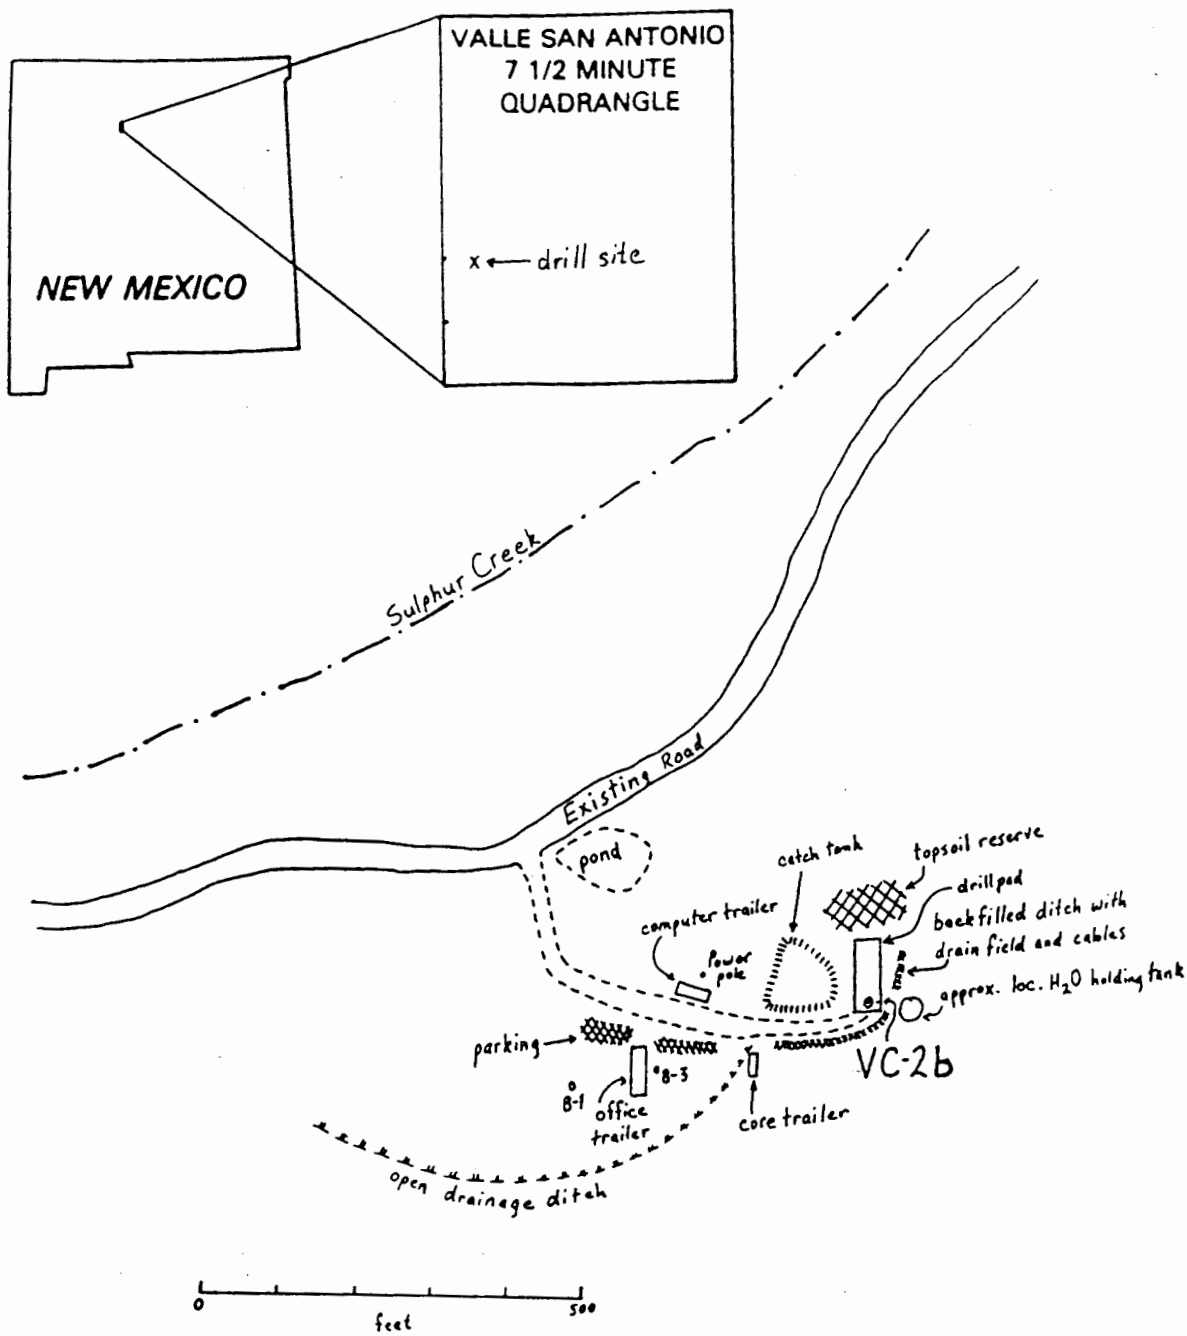 VALLE SAN ANTONIO
7 1/2 MINUTE
QUADRANGLE
NEW MEXICO
x ← drill site
Sulphur Creek
Existing Road
pond
catch tank
topsoil reserve
drillpad
backfilled ditch with
drain field and cables
approx. loc. H₂O holding tank
computer trailer
Power
pole
parking
VC-2b
8-1
8-3
office
trailer
core trailer
open drainage ditch
0
500
feet